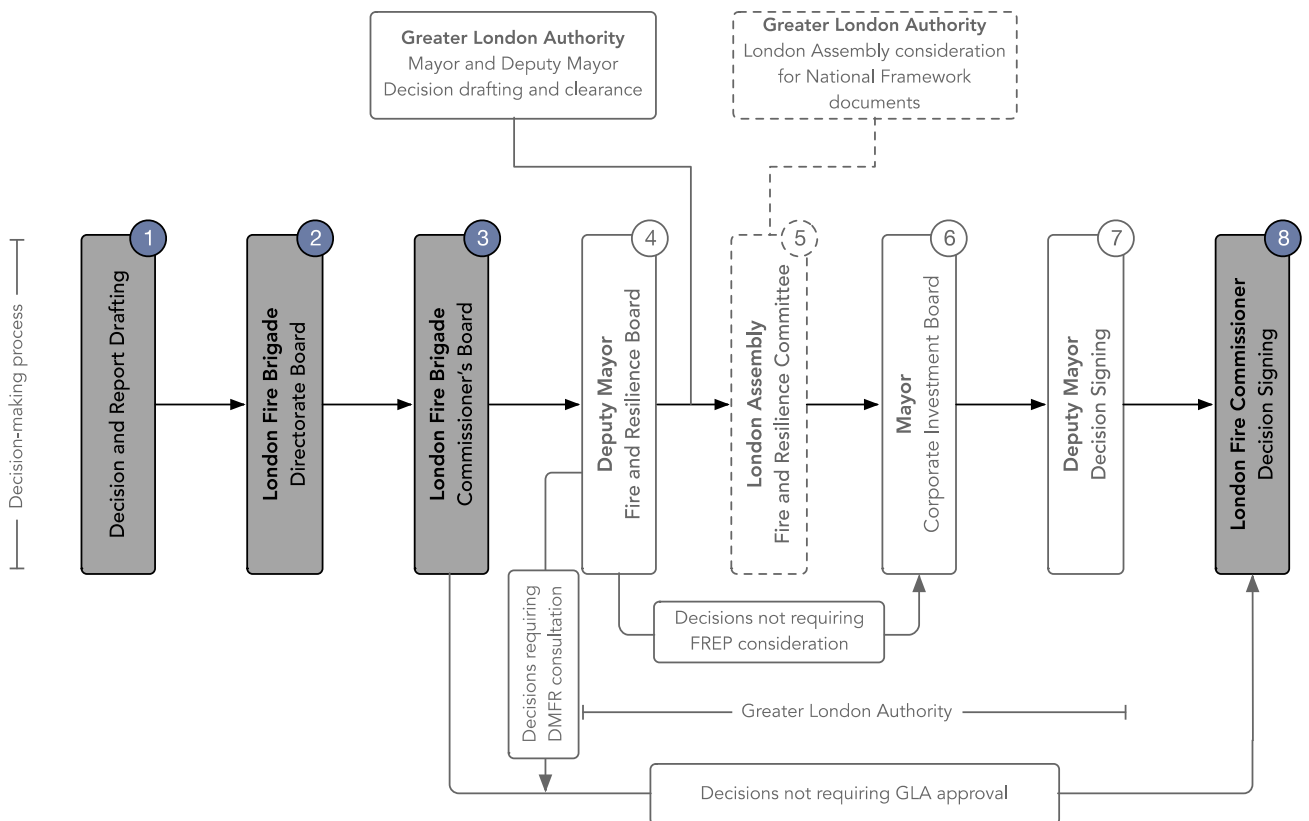 Greater London Authority
Mayor and Deputy Mayor
Decision drafting and clearance
Greater London Authority
London Assembly consideration
for National Framework
documents
Decision-making process
1
Decision and Report Drafting
2
London Fire Brigade
Directorate Board
3
London Fire Brigade
Commissioner's Board
4
Deputy Mayor
Fire and Resilience Board
5
London Assembly
Fire and Resilience Committee
6
Mayor
Corporate Investment Board
7
Deputy Mayor
Decision Signing
8
London Fire Commissioner
Decision Signing
Decisions requiring
DMFR consultation
Decisions not requiring
FREP consideration
Greater London Authority
Decisions not requiring GLA approval